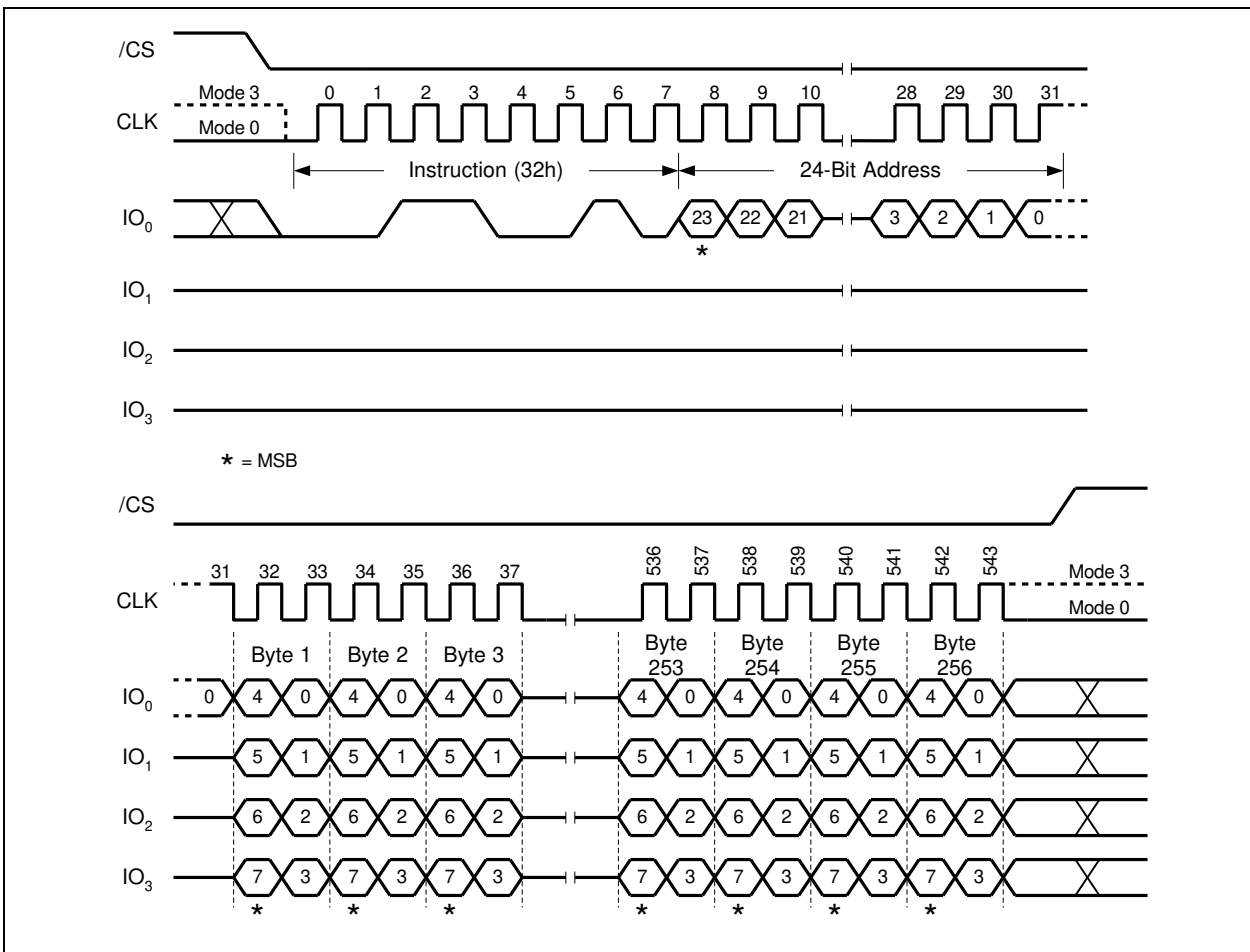 /CS
Mode 3 0 1 2 3 4 5 6 7 8 9 10 28 29 30 31
CLK
Mode 0
Instruction (32h) 24-Bit Address
IO0 23 22 21 3 2 1 0
*
IO1
IO2
IO3
* = MSB
/CS
31 32 33 34 35 36 37 536 537 538 539 540 541 542 543
Mode 3
CLK
Mode 0
Byte 1 Byte 2 Byte 3 Byte 253 Byte 254 Byte 255 Byte 256
IO0 0 4 0 4 0 4 0 4 0 4 0 4 0 4 0
IO1 5 1 5 1 5 1 5 1 5 1 5 1 5 1
IO2 6 2 6 2 6 2 6 2 6 2 6 2 6 2
IO3 7 3 7 3 7 3 7 3 7 3 7 3 7 3
* * * * * * *